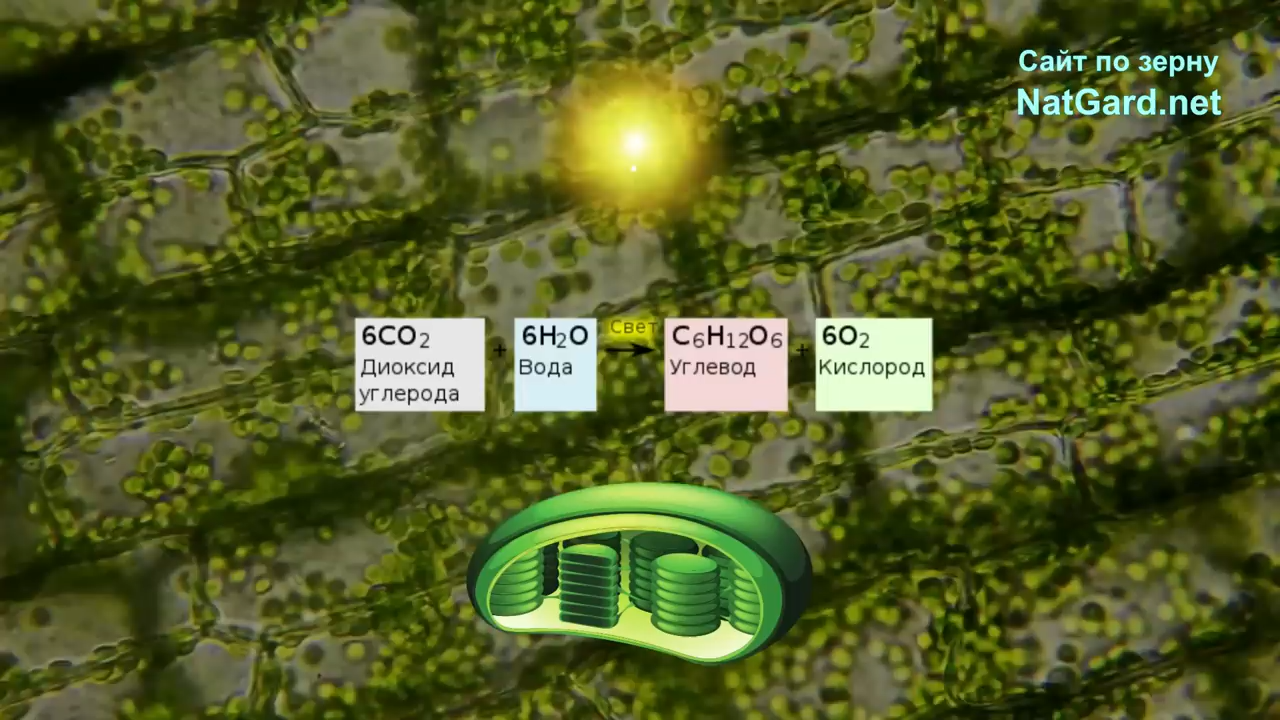 Сайт по зерну
NatGard.net
6CO₂ + 6H₂O Свет C₆H₁₂O₆ + 6O₂
Диоксид углерода Вода Углевод Кислород